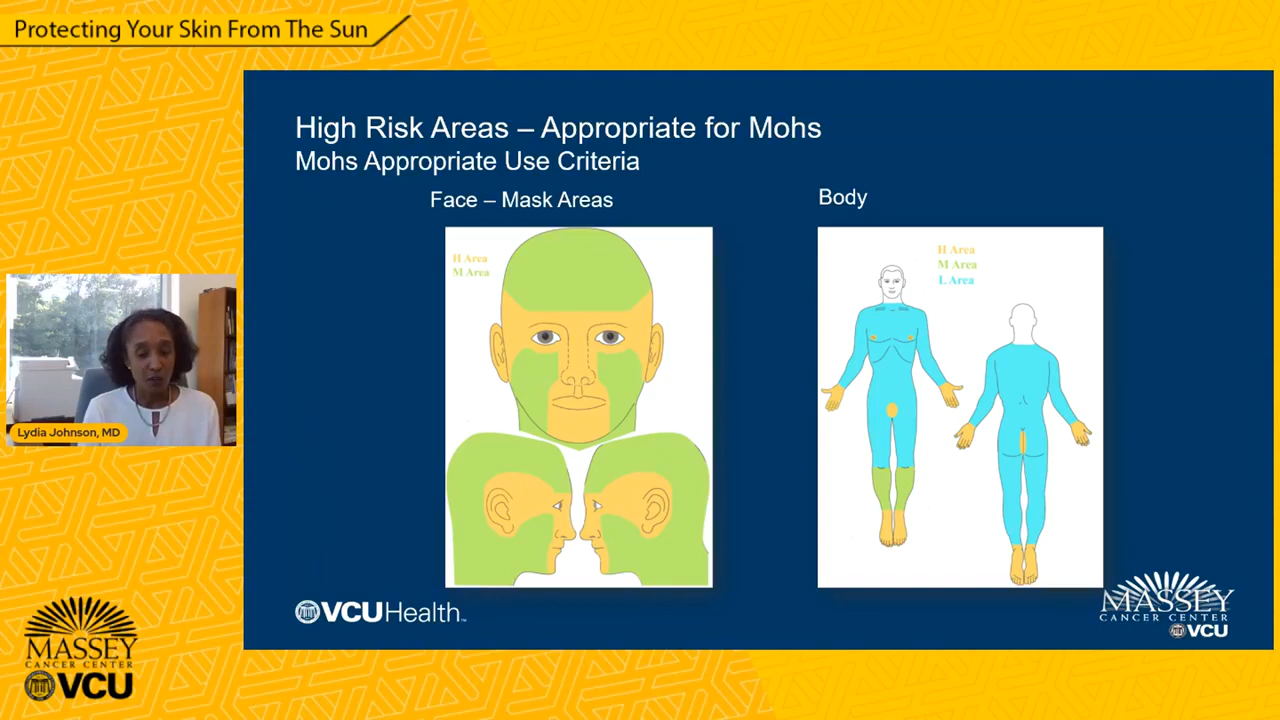 Protecting Your Skin From The Sun
High Risk Areas – Appropriate for Mohs
Mohs Appropriate Use Criteria
Face – Mask Areas
Body
H Area
M Area
H Area
M Area
L Area
Lydia Johnson, MD
VCUHealth™
MASSEY
CANCER CENTER
VCU
MASSEY
CANCER CENTER
VCU